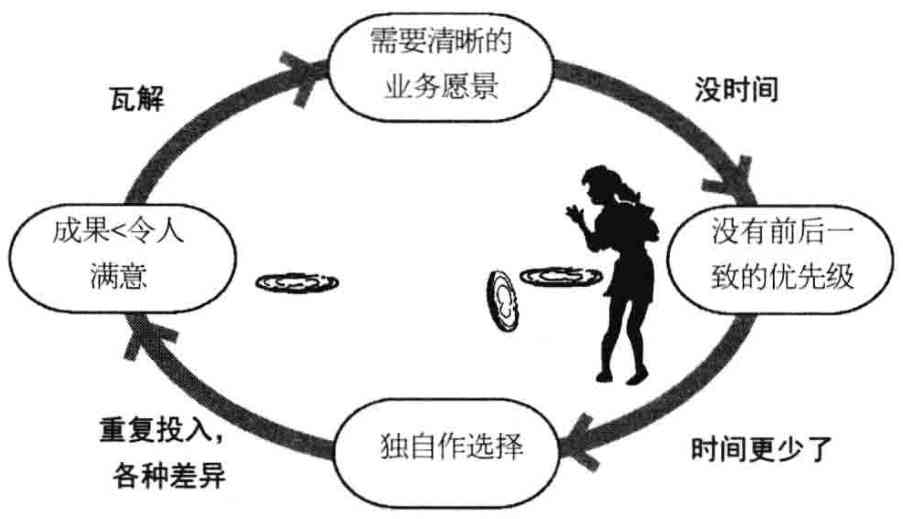 需要清晰的
业务愿景
没时间
没有前后一
致的优先级
时间更少了
独自作选择
重复投入，
各种差异
成果<令人
满意
瓦解